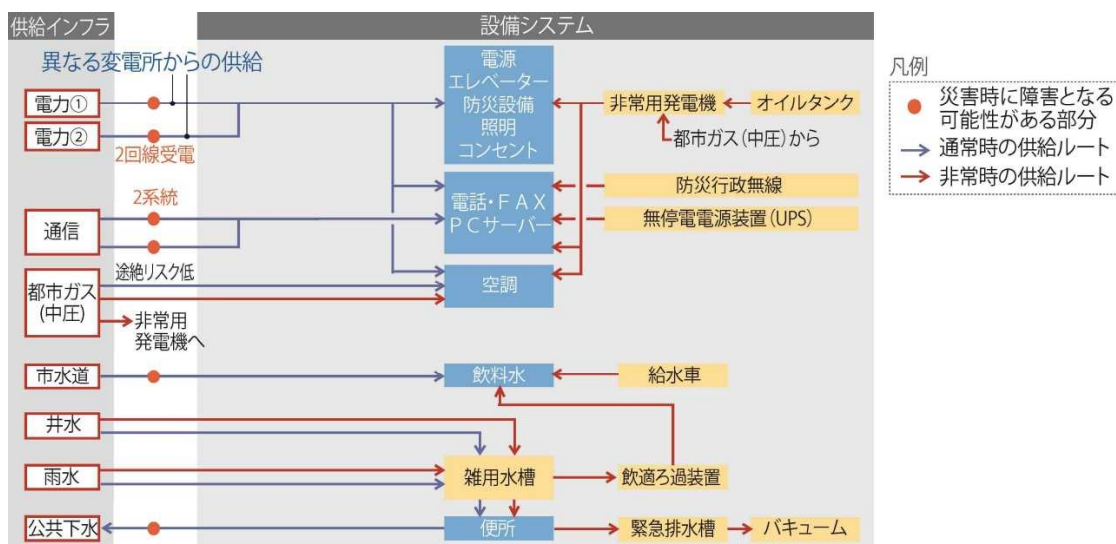 供給インフラ
設備システム
異なる変電所からの供給
電力①
電力②
2回線受電
電源
エレベーター
防災設備
照明
コンセント
非常用発電機
オイルタンク
都市ガス(中圧)から
2系統
通信
電話・FAX
PCサーバー
防災行政無線
無停電電源装置(UPS)
途絶リスク低
都市ガス
(中圧)
空調
非常用
発電機へ
市水道
飲料水
給水車
井水
雨水
雑用水槽
飲適ろ過装置
公共下水
便所
緊急排水槽
バキューム
凡例
災害時に障害となる
可能性がある部分
通常時の供給ルート
非常時の供給ルート